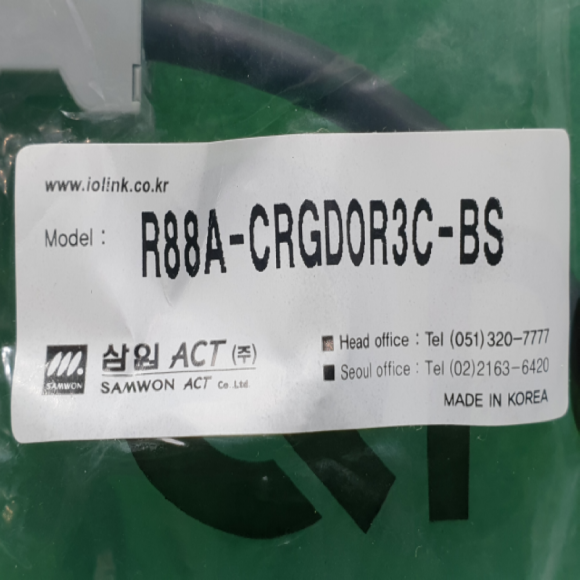 www.iolink.co.kr
Model : R88A-CRGD0R3C-BS
삼원 ACT (주)
SAMWON ACT Co Ltd.
SAMWON
Head office : Tel (051) 320-7777
Seoul office : Tel (02)2163-6420
MADE IN KOREA